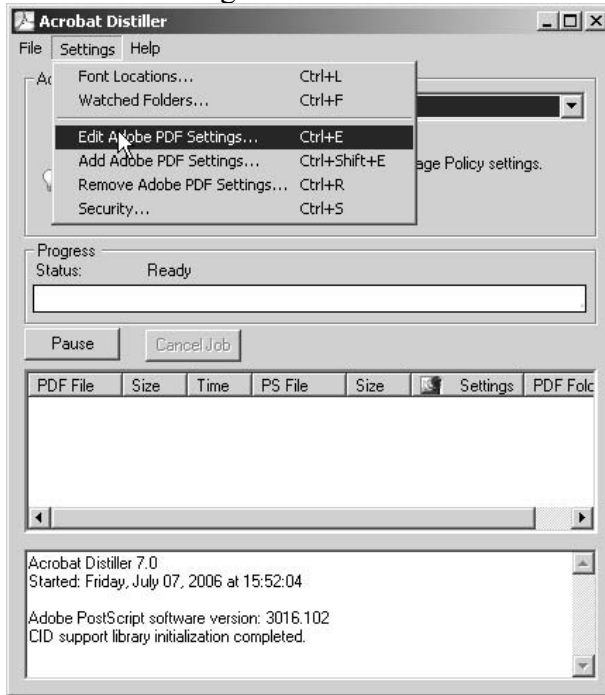 Acrobat Distiller
File Settings Help
Font Locations... Ctrl+L
Watched Folders... Ctrl+F
Edit Adobe PDF Settings... Ctrl+E
Add Adobe PDF Settings... Ctrl+Shift+E
age Policy settings.
Remove Adobe PDF Settings... Ctrl+R
Security... Ctrl+S
Progress
Status: Ready
Pause Cancel Job
PDF File Size Time PS File Size Settings PDF Folc
Acrobat Distiller 7.0
Started: Friday, July 07, 2006 at 15:52:04
Adobe PostScript software version: 3016.102
CID support library initialization completed.